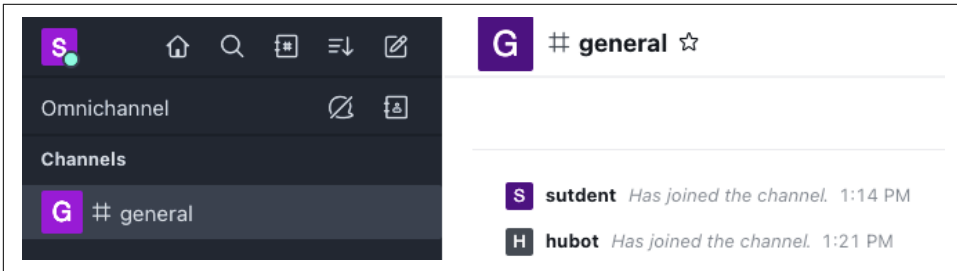 S
Omnichannel
Channels
G general
G general
S sutdent Has joined the channel. 1:14 PM
H hubot Has joined the channel. 1:21 PM